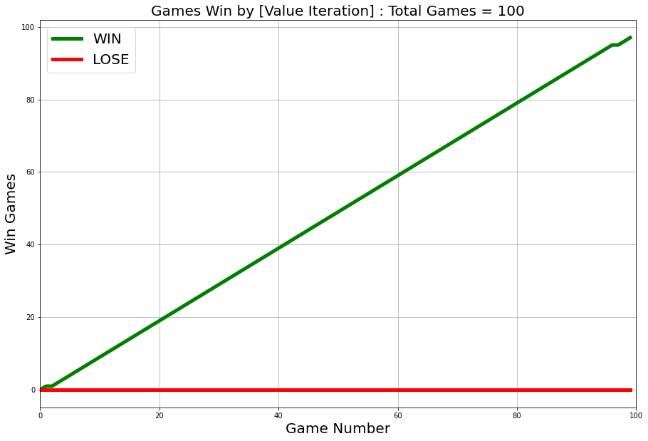 Games Win by [Value Iteration] : Total Games = 100
WIN
LOSE
Win Games
100
80
60
40
20
0
0 20 40 60 80 100
Game Number